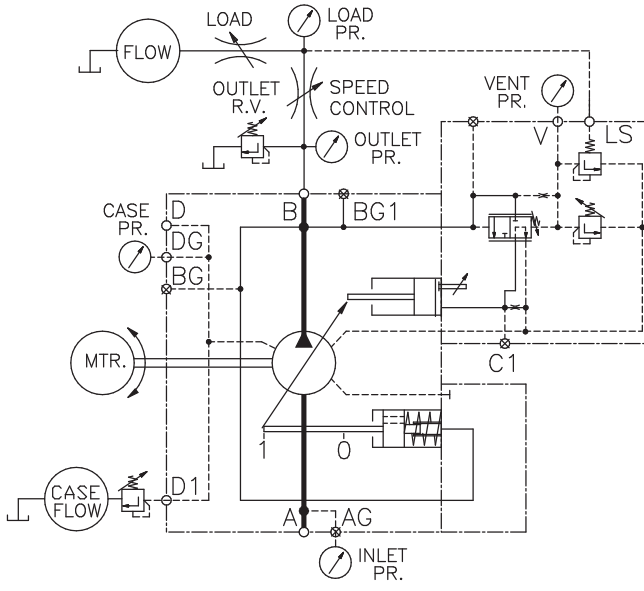 LOAD
LOAD
PR.
FLOW
OUTLET
R.V.
SPEED
CONTROL
VENT
PR.
V
LS
OUTLET
PR.
CASE
PR.
D
DG
BG
B
BG1
MTR.
C1
1
0
CASE
FLOW
D1
A
AG
INLET
PR.